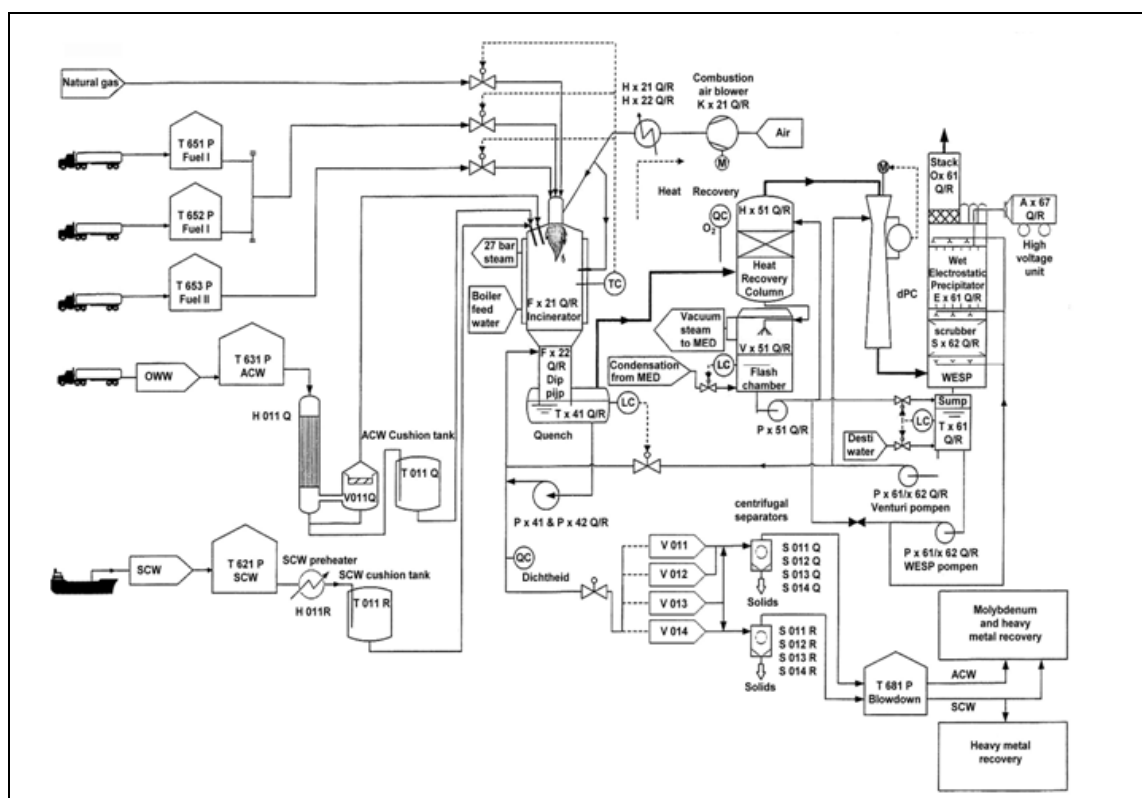 Natural gas
T 651 P
Fuel I
T 652 P
Fuel I
T 653 P
Fuel II
OWW
T 631 P
ACW
H 011 Q
V011Q
ACW Cushion tank
T 011 Q
SCW
T 621 P
SCW
SCW preheater
H 011R
SCW cushion tank
T 011 R
27 bar
steam
Boiler
feed
water
F x 21 Q/R
Incinerator
TC
F x 22
Q/R
Dip
pijp
T x 41 Q/R
Quench
LC
P x 41 & P x 42 Q/R
QC
Dichtheid
H x 21 Q/R
H x 22 Q/R
Combustion
air blower
K x 21 Q/R
M
Air
Heat Recovery
QC
O2
H x 51 Q/R
Heat
Recovery
Column
Vacuum
steam
to MED
V x 51 Q/R
Condensation
from MED
LC
Flash
chamber
P x 51 Q/R
M
dPC
Stack
Ox 61
Q/R
A x 67
Q/R
High
voltage
unit
Wet
Electrostatic
Precipitator
E x 61 Q/R
scrubber
S x 62 Q/R
WESP
Sump
LC
T x 61
Q/R
Desti
water
P x 61/x 62 Q/R
Venturi pompen
P x 61/x 62 Q/R
WESP pompen
V 011
V 012
V 013
V 014
centrifugal
separators
S 011 Q
S 012 Q
S 013 Q
S 014 Q
Solids
S 011 R
S 012 R
S 013 R
S 014 R
Solids
T 681 P
Blowdown
ACW
SCW
Molybdenum
and heavy
metal recovery
Heavy metal
recovery